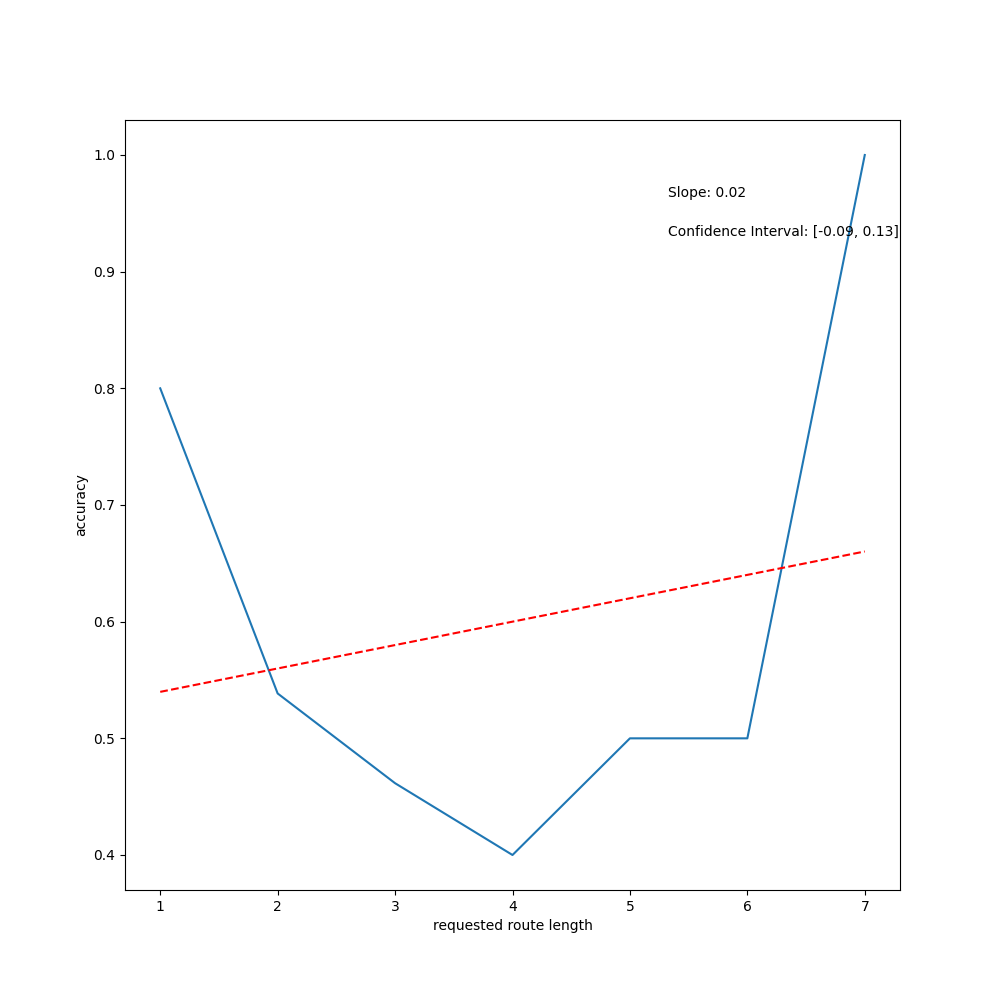 1.0
0.9
0.8
0.7
0.6
0.5
0.4
accuracy
Slope: 0.02
Confidence Interval: [-0.09, 0.13]
1 2 3 4 5 6 7
requested route length